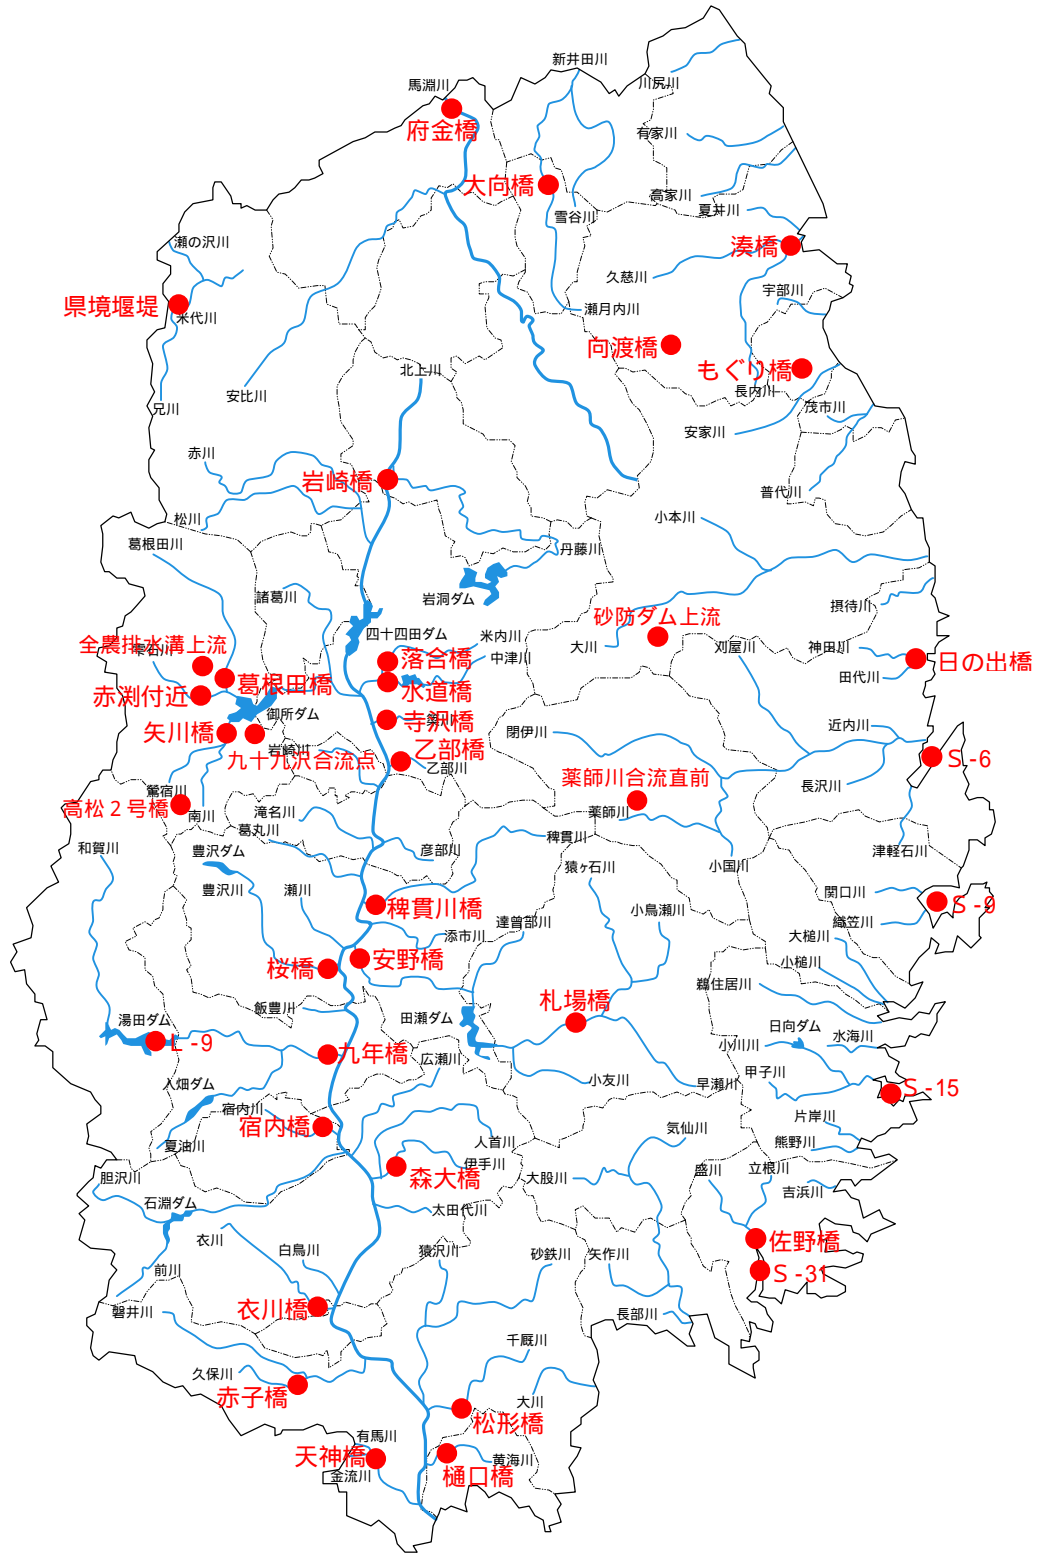 新井田川
馬淵川
川尻川
府金橋
有家川
大向橋
高家川
雪谷川
夏井川
瀬の沢川
湊橋
久慈川
宇部川
県境堰堤
米代川
瀬月内川
向渡橋
もぐり橋
北上川
長内川
安比川
兄川
茂市川
安家川
赤川
岩崎橋
普代川
松川
小本川
葛根田川
丹藤川
諸葛川
岩洞ダム
摂待川
砂防ダム上流
四十四田ダム
米内川
全農排水溝上流
大川
刈屋川
神田川
落合橋
中津川
日の出橋
田代川
葛根田橋
水道橋
赤渕付近
御所ダム
寺沢橋
矢川橋
閉伊川
近内川
岩崎川
乙部橋
九十九沢合流点
乙部川
S-6
薬師川合流直前
長沢川
鶯宿川
高松2号橋
南川
滝名川
薬師川
葛丸川
稗貫川
和賀川
豊沢ダム
彦部川
津軽石川
猿ヶ石川
小国川
豊沢川
瀬川
関口川
稗貫川橋
小烏瀬川
S-9
達曽部川
織笠川
添市川
大槌川
安野橋
桜橋
小槌川
鵜住居川
札場橋
飯豊川
田瀬ダム
湯田ダム
日向ダム
水海川
L-9
九年橋
小川川
広瀬川
甲子川
小友川
早瀬川
入畑ダム
S-15
宿内川
片岸川
宿内橋
気仙川
夏油川
人首川
熊野川
伊手川
盛川
立根川
胆沢川
森大橋
大股川
吉浜川
石淵ダム
太田代川
衣川
佐野橋
白鳥川
猿沢川
砂鉄川
矢作川
前川
S-31
衣川橋
磐井川
長部川
千厩川
久保川
赤子橋
大川
松形橋
有馬川
天神橋
黄海川
金流川
樋口橋